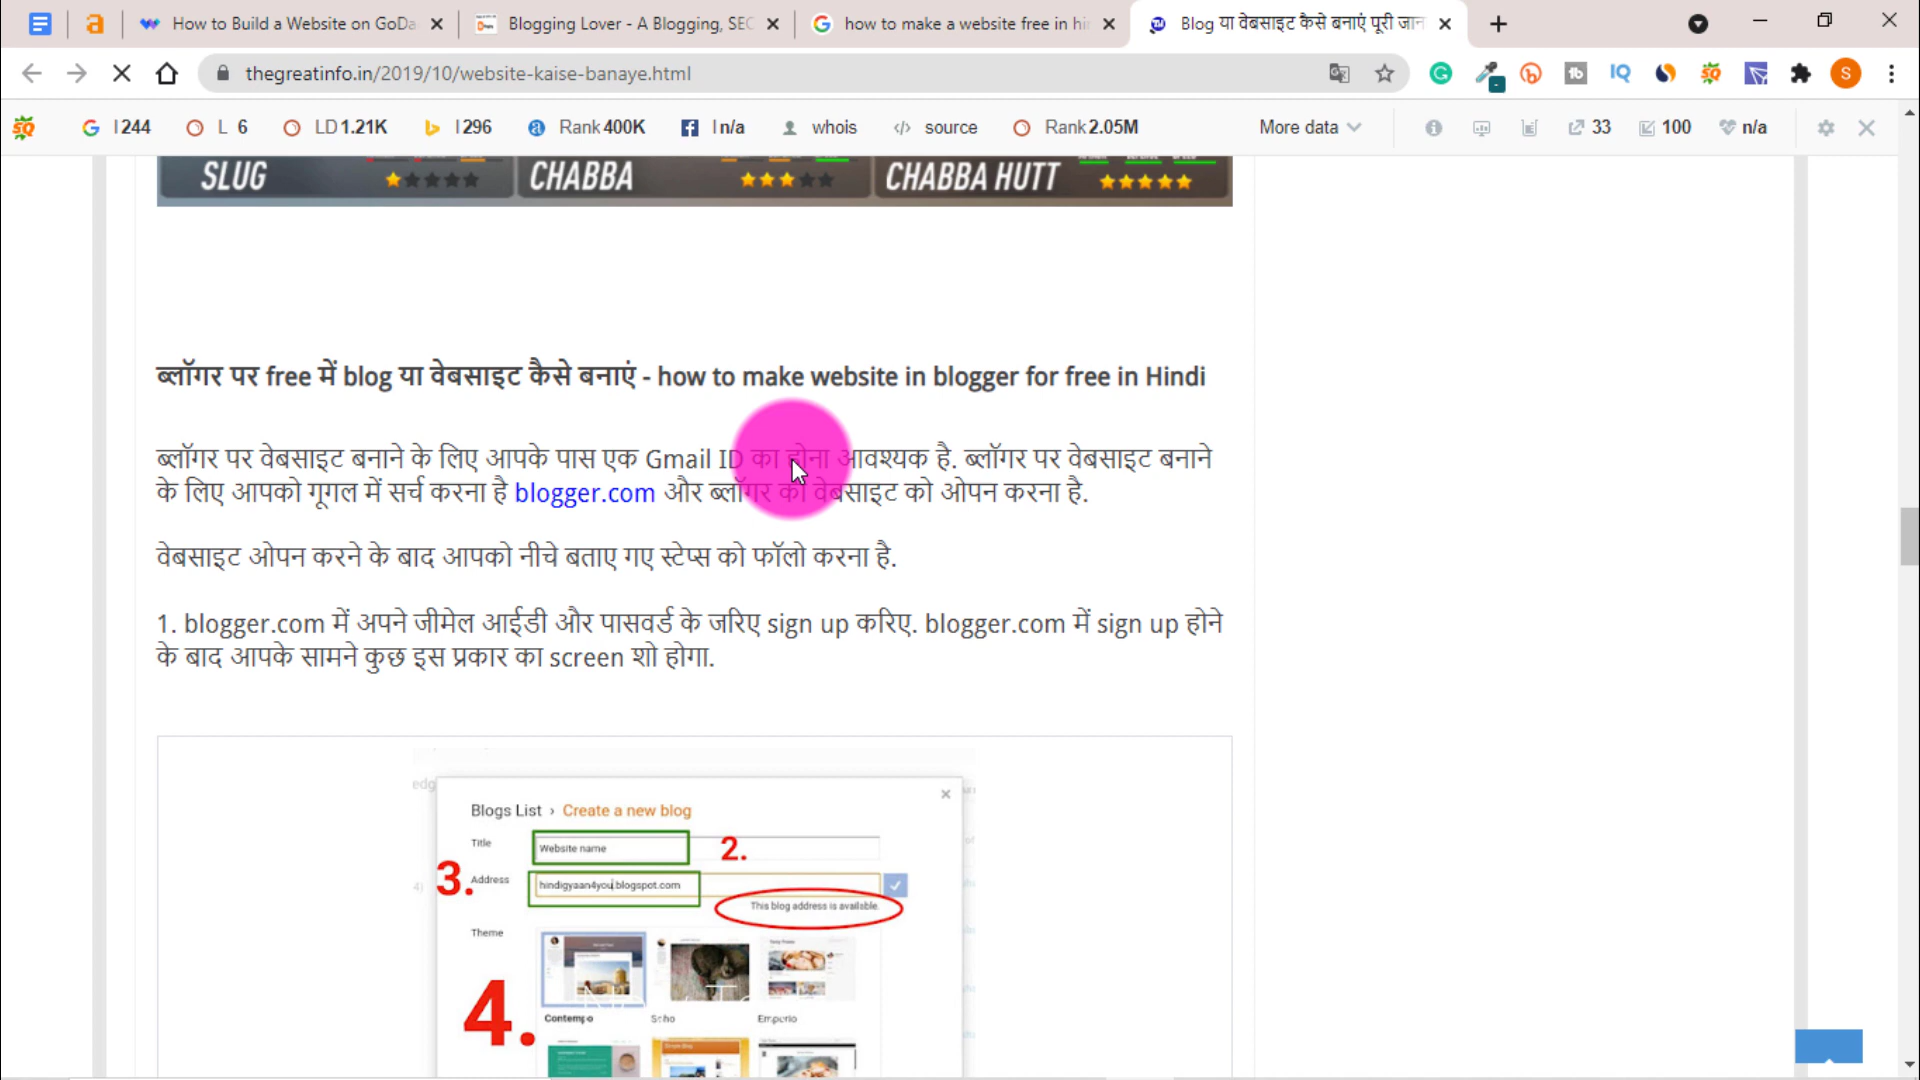 How to Build a Website on GoDa
Blogging Lover - A Blogging, SEC
how to make a website free in hi
Blog या वेबसाइट कैसे बनाएं पूरी जान
thegreatinfo.in/2019/10/website-kaise-banaye.html
I 244 L 6 LD 1.21K I 296 Rank 400K I n/a whois source Rank 2.05M More data 33 100 n/a
SLUG CHABBA CHABBA HUTT
ब्लॉगर पर free में blog या वेबसाइट कैसे बनाएं - how to make website in blogger for free in Hindi
ब्लॉगर पर वेबसाइट बनाने के लिए आपके पास एक Gmail ID का होना आवश्यक है. ब्लॉगर पर वेबसाइट बनाने
के लिए आपको गूगल में सर्च करना है blogger.com और ब्लॉगर की वेबसाइट को ओपन करना है.
वेबसाइट ओपन करने के बाद आपको नीचे बताए गए स्टेप्स को फॉलो करना है.
1. blogger.com में अपने जीमेल आईडी और पासवर्ड के जरिए sign up करिए. blogger.com में sign up होने
के बाद आपके सामने कुछ इस प्रकार का screen शो होगा.
Blogs List › Create a new blog
Title Website name 2.
3. Address hindigyaan4you.blogspot.com
This blog address is available.
Theme
4.
Contempo Soho Emporio